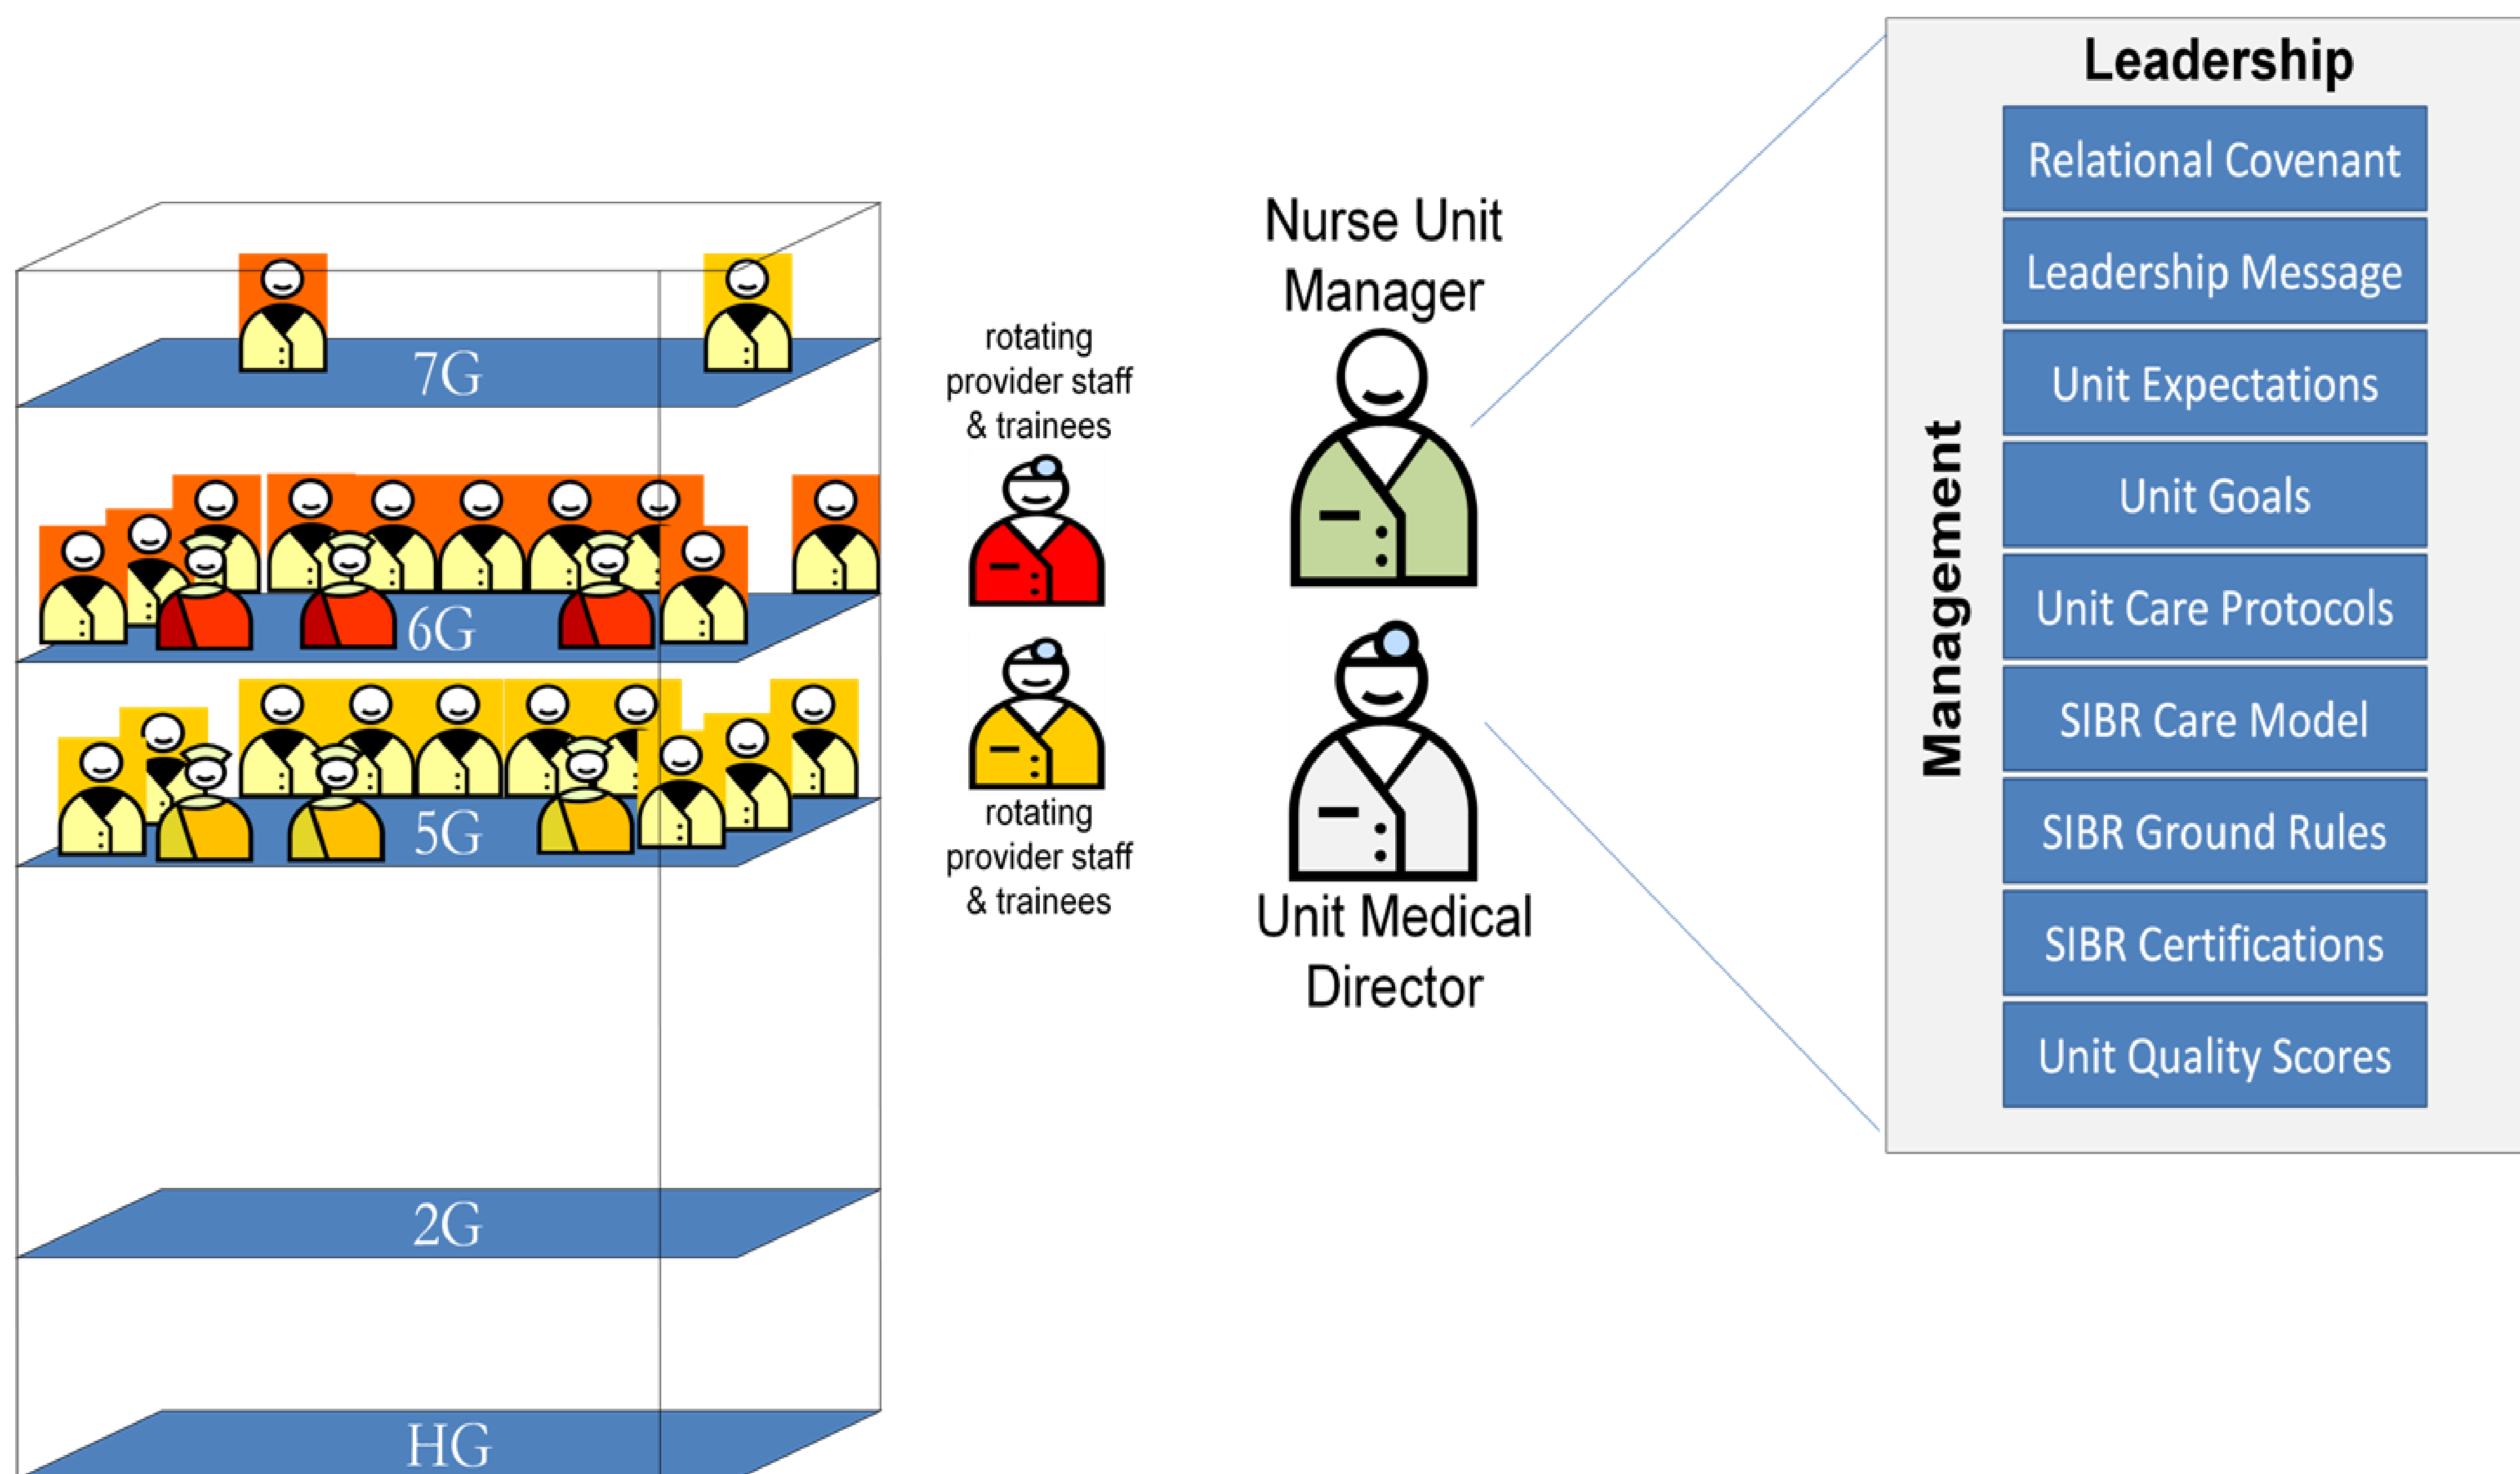 7G
6G
5G
2G
HG
rotating
provider staff
& trainees
rotating
provider staff
& trainees
Nurse Unit
Manager
Unit Medical
Director
Leadership
Management
Relational Covenant
Leadership Message
Unit Expectations
Unit Goals
Unit Care Protocols
SIBR Care Model
SIBR Ground Rules
SIBR Certifications
Unit Quality Scores